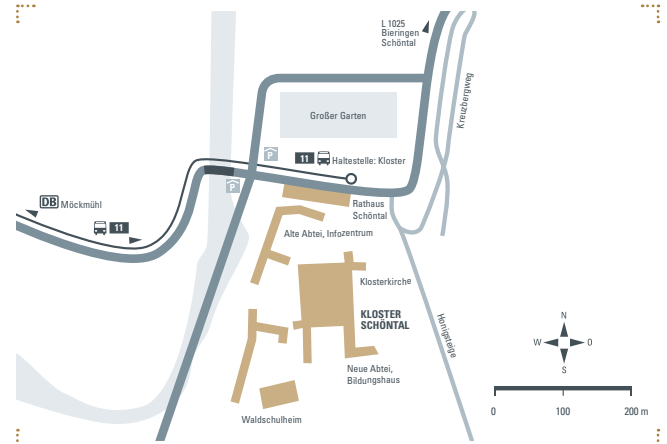 L 1025
Bieringen
Schöntal
Kreuzbergweg
Großer Garten
P
11 Haltestelle: Kloster
P
DB Möckmühl
11
Rathaus
Schöntal
Alte Abtei, Infozentrum
Klosterkirche
KLOSTER
SCHÖNTAL
Honigsteige
Neue Abtei,
Bildungshaus
Waldschulheim
N
W O
S
0 100 200 m